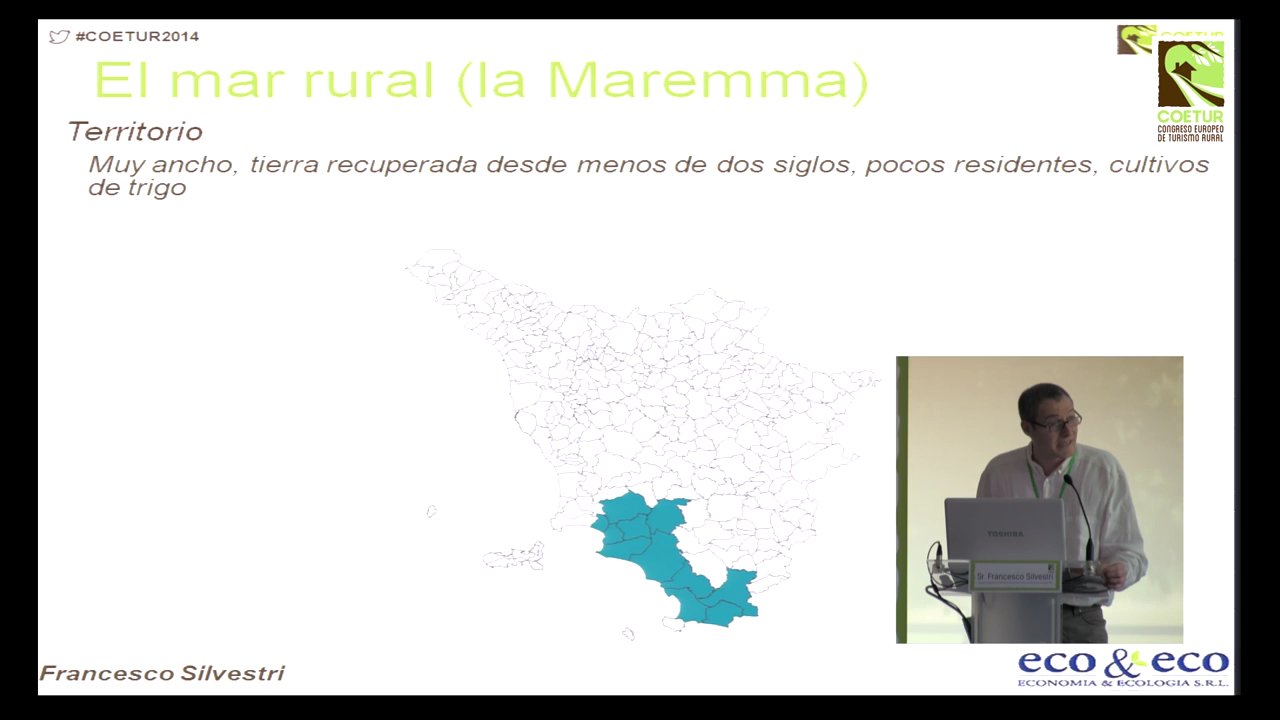 #COETUR2014
El mar rural (la Maremma)
COETUR
CONGRESO EUROPEO
DE TURISMO RURAL
Territorio
Muy ancho, tierra recuperada desde menos de dos siglos, pocos residentes, cultivos
de trigo
TOSHIBA
Sr. Francesco Silvestri
Francesco Silvestri
eco & eco
ECONOMIA & ECOLOGIA S.R.L.